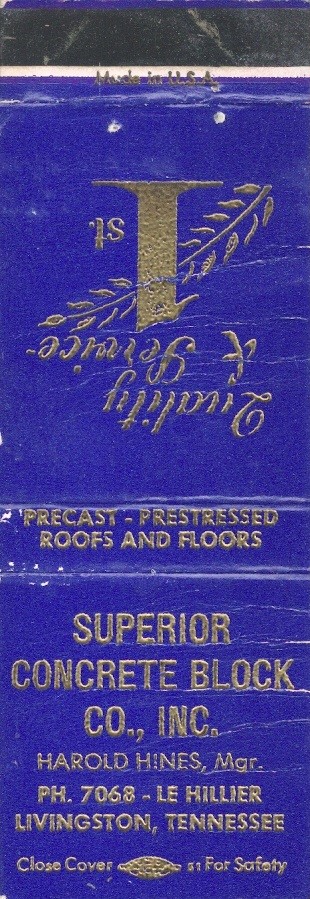 Made in U.S.A.
Quality
& Service
1st.
PRECAST - PRESTRESSED
ROOFS AND FLOORS
SUPERIOR
CONCRETE BLOCK
CO., INC.
HAROLD HINES, Mgr.
PH. 7068 - LE HILLIER
LIVINGSTON, TENNESSEE
Close Cover 51 For Safety